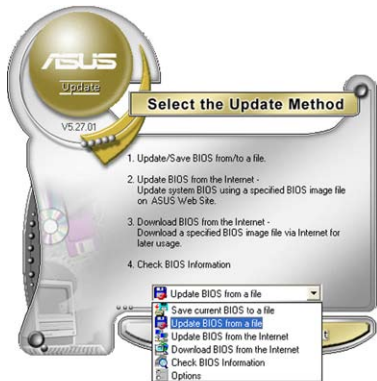 ASUS
Update
V5.27.01
Select the Update Method
1. Update/Save BIOS from/to a file.
2. Update BIOS from the Internet -
Update system BIOS using a specified BIOS image file
on ASUS Web Site.
3. Download BIOS from the Internet -
Download a specified BIOS image file via Internet for
later usage.
4. Check BIOS Information
Update BIOS from a file
Save current BIOS to a file
Update BIOS from a file
Update BIOS from the Internet
Download BIOS from the Internet
Check BIOS Information
Options